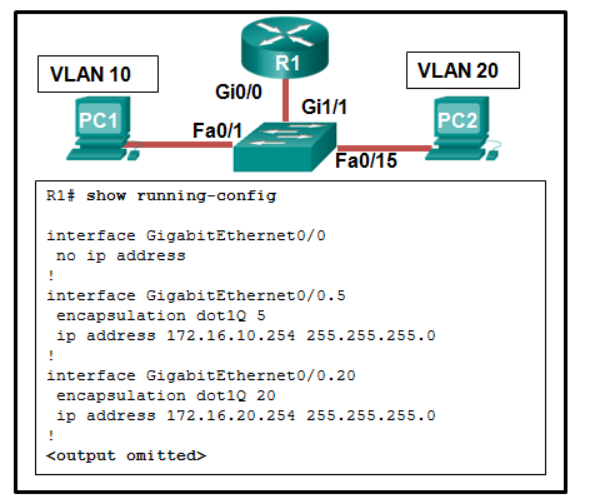 VLAN 10
R1
VLAN 20
Gi0/0
Gi1/1
PC1
PC2
Fa0/1
Fa0/15
R1# show running-config
interface GigabitEthernet0/0
no ip address
!
interface GigabitEthernet0/0.5
encapsulation dot1Q 5
ip address 172.16.10.254 255.255.255.0
!
interface GigabitEthernet0/0.20
encapsulation dot1Q 20
ip address 172.16.20.254 255.255.255.0
!
<output omitted>